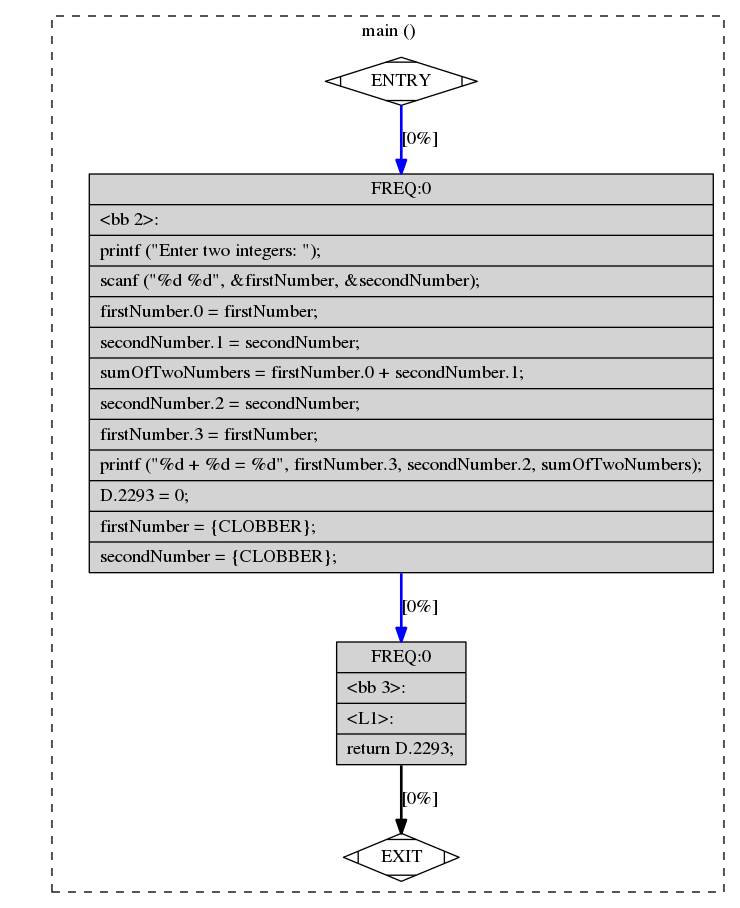 main ()
ENTRY
[0%]
FREQ:0
<bb 2>:
printf ("Enter two integers: ");
scanf ("%d %d", &firstNumber, &secondNumber);
firstNumber.0 = firstNumber;
secondNumber.1 = secondNumber;
sumOfTwoNumbers = firstNumber.0 + secondNumber.1;
secondNumber.2 = secondNumber;
firstNumber.3 = firstNumber;
printf ("%d + %d = %d", firstNumber.3, secondNumber.2, sumOfTwoNumbers);
D.2293 = 0;
firstNumber = {CLOBBER};
secondNumber = {CLOBBER};
[0%]
FREQ:0
<bb 3>:
<L1>:
return D.2293;
[0%]
EXIT